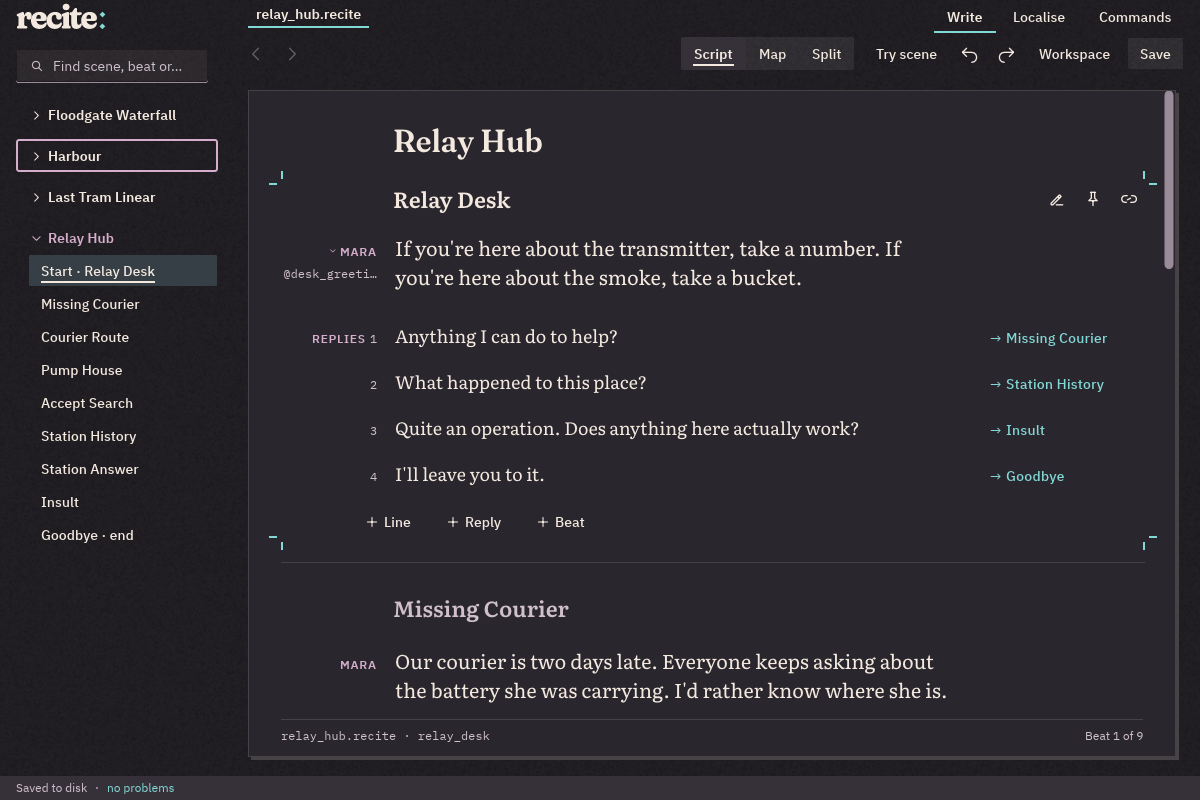 recite:
relay_hub.recite
Write
Localise
Commands
Find scene, beat or...
Script
Map
Split
Try scene
Workspace
Save
Floodgate Waterfall
Harbour
Last Tram Linear
Relay Hub
Start · Relay Desk
Missing Courier
Courier Route
Pump House
Accept Search
Station History
Station Answer
Insult
Goodbye · end
Relay Hub
Relay Desk
MARA
@desk_greeti…
If you're here about the transmitter, take a number. If
you're here about the smoke, take a bucket.
REPLIES 1 Anything I can do to help? → Missing Courier
2 What happened to this place? → Station History
3 Quite an operation. Does anything here actually work? → Insult
4 I'll leave you to it. → Goodbye
+ Line + Reply + Beat
Missing Courier
MARA
Our courier is two days late. Everyone keeps asking about
the battery she was carrying. I'd rather know where she is.
relay_hub.recite · relay_desk
Beat 1 of 9
Saved to disk · no problems